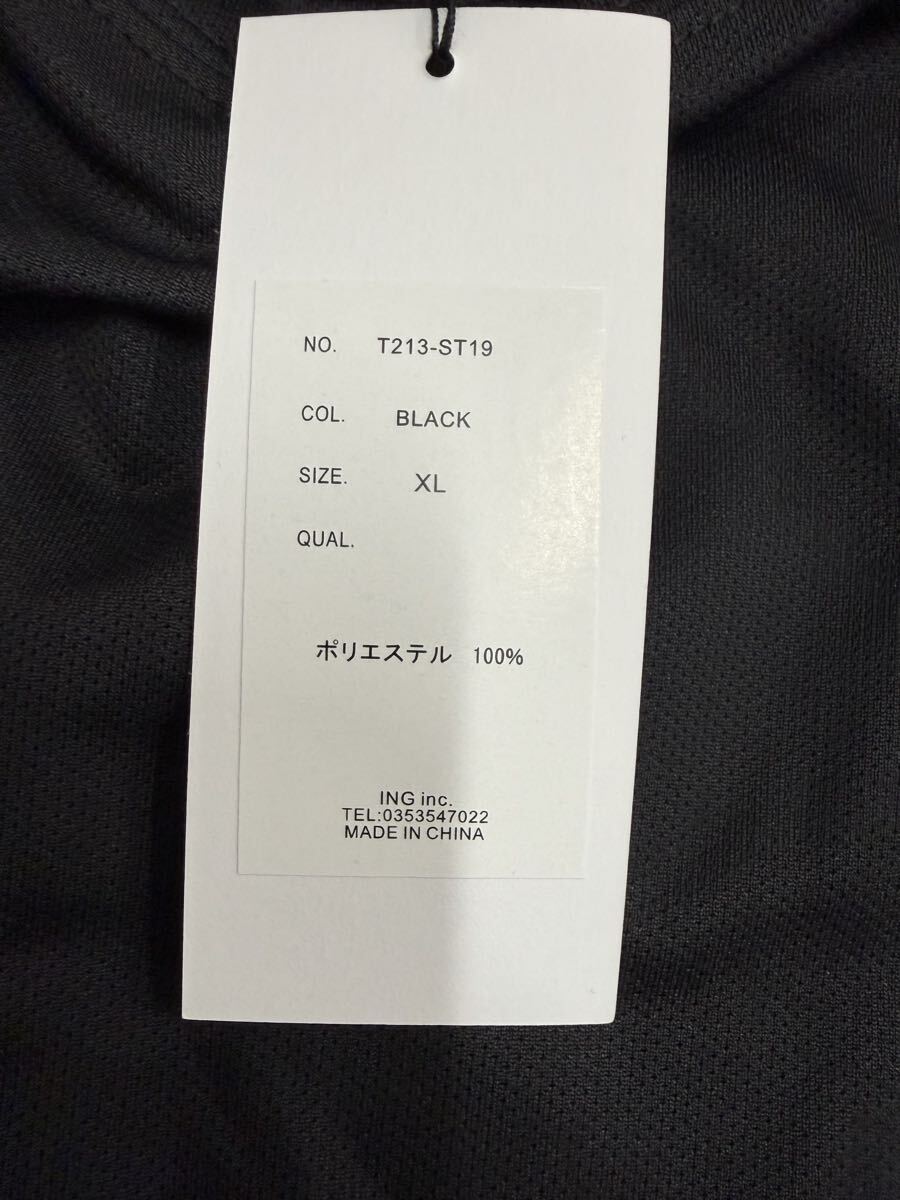 NO. T213-ST19
COL. BLACK
SIZE. XL
QUAL.
ポリエステル 100%
ING inc.
TEL:0353547022
MADE IN CHINA